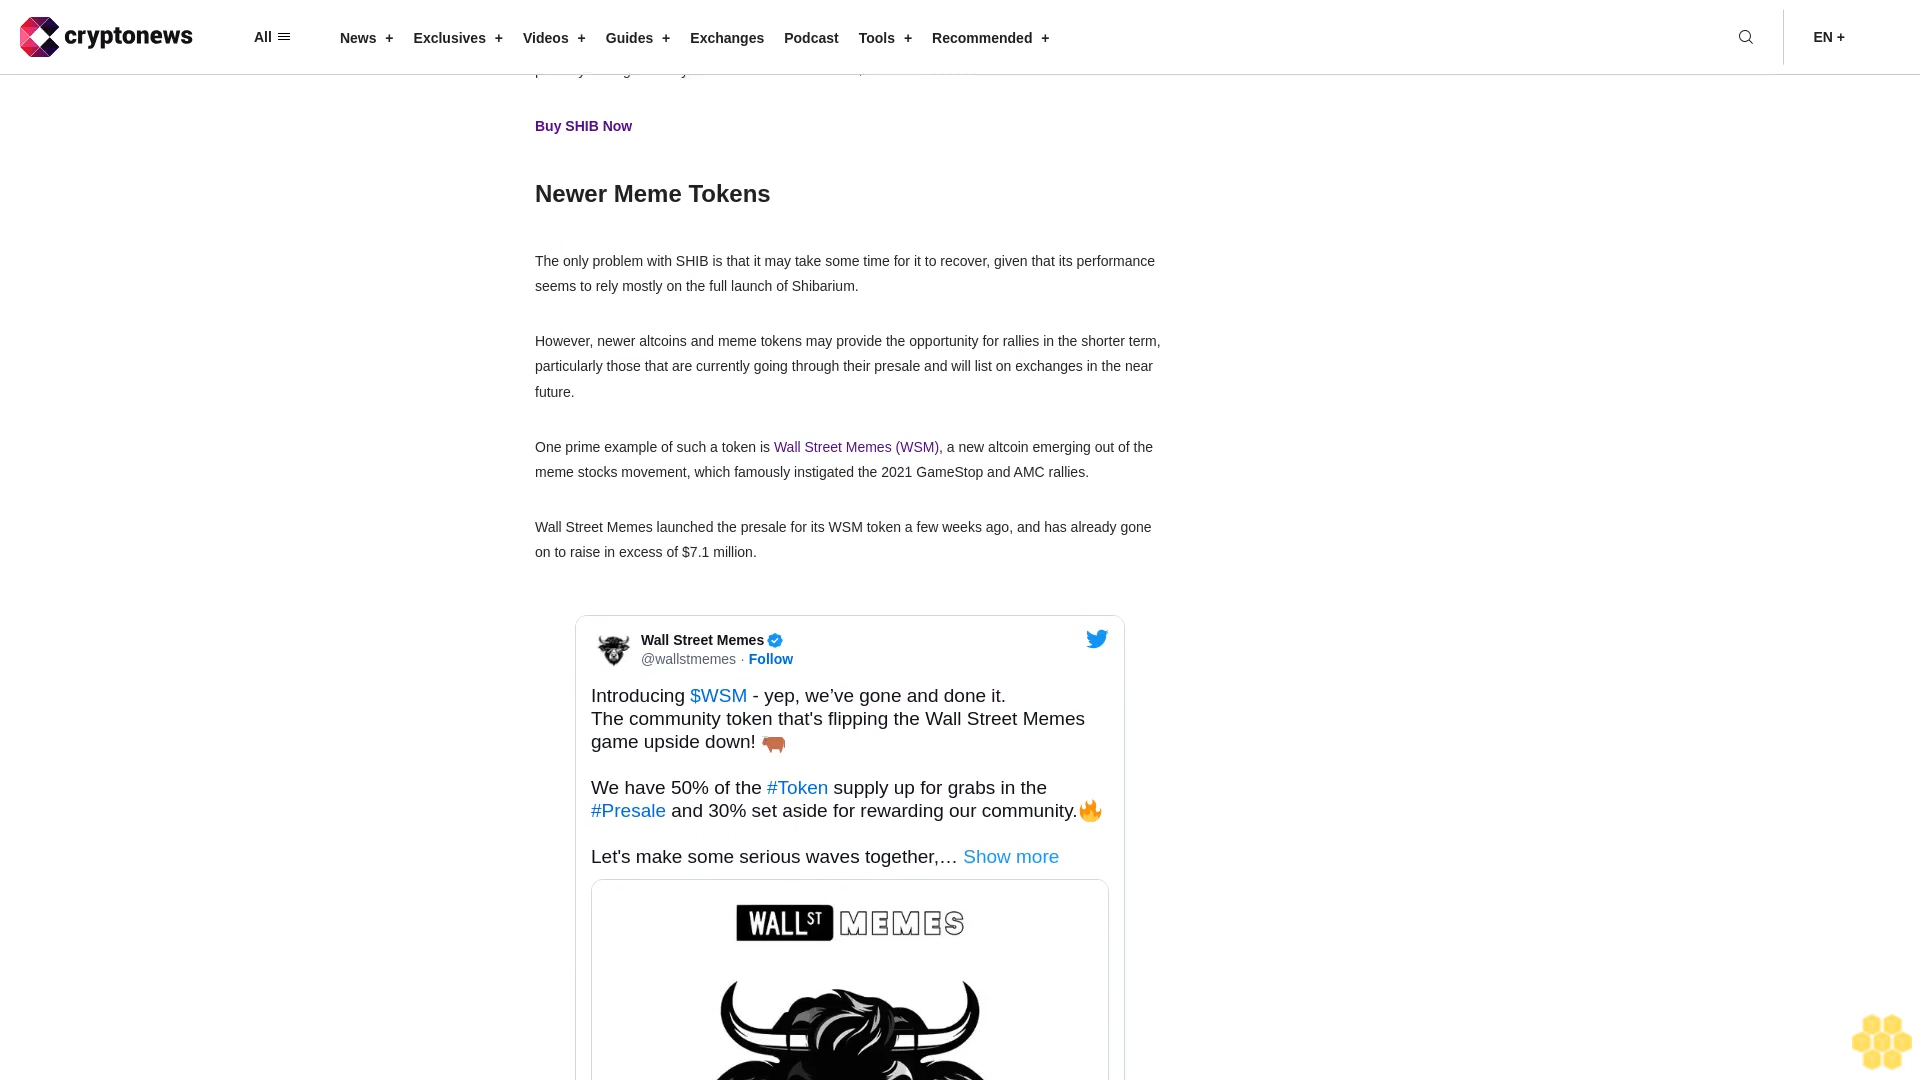 cryptonews
All
News +
Exclusives +
Videos +
Guides +
Exchanges
Podcast
Tools +
Recommended +
EN +
Buy SHIB Now
Newer Meme Tokens
The only problem with SHIB is that it may take some time for it to recover, given that its performance
seems to rely mostly on the full launch of Shibarium.
However, newer altcoins and meme tokens may provide the opportunity for rallies in the shorter term,
particularly those that are currently going through their presale and will list on exchanges in the near
future.
One prime example of such a token is Wall Street Memes (WSM), a new altcoin emerging out of the
meme stocks movement, which famously instigated the 2021 GameStop and AMC rallies.
Wall Street Memes launched the presale for its WSM token a few weeks ago, and has already gone
on to raise in excess of $7.1 million.
Wall Street Memes
@wallstmemes · Follow
Introducing $WSM - yep, we’ve gone and done it.
The community token that's flipping the Wall Street Memes
game upside down! 🐂
We have 50% of the #Token supply up for grabs in the
#Presale and 30% set aside for rewarding our community.🔥
Let's make some serious waves together,… Show more
WALL ST MEMES